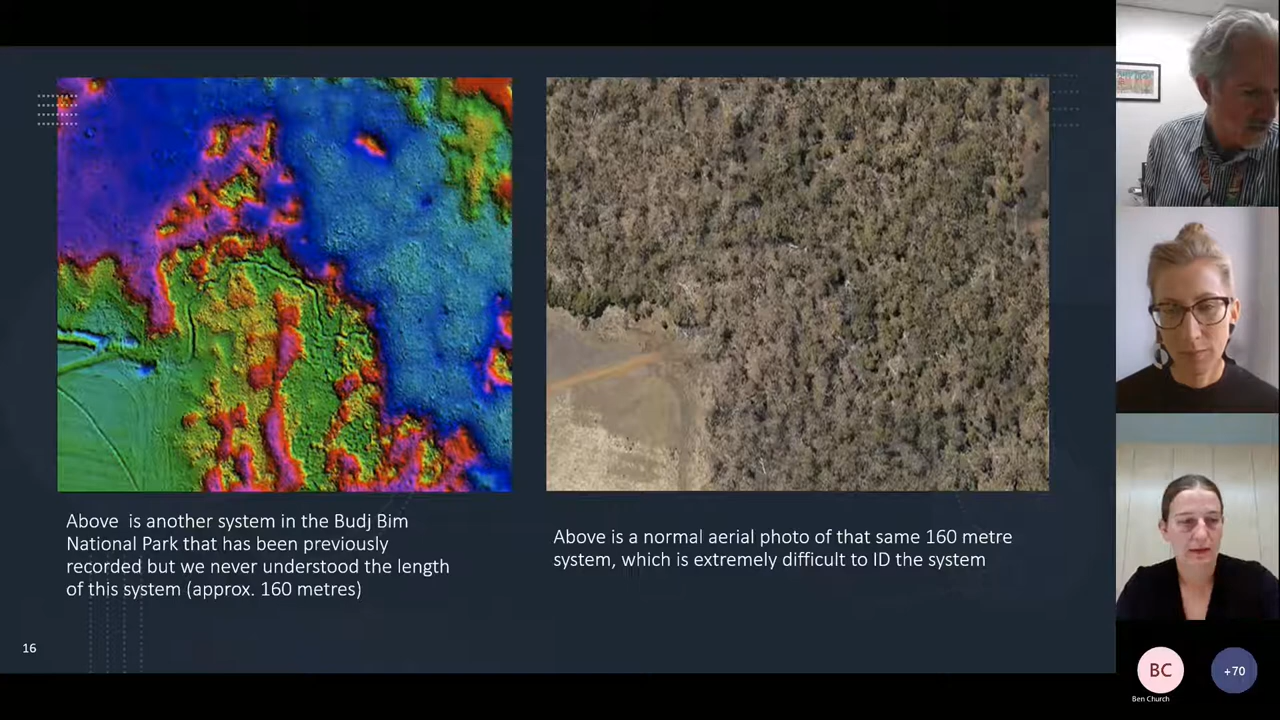 Above  is another system in the Budj Bim
National Park that has been previously
recorded but we never understood the length
of this system (approx. 160 metres)
Above is a normal aerial photo of that same 160 metre
system, which is extremely difficult to ID the system
16
BC
+70
Ben Church